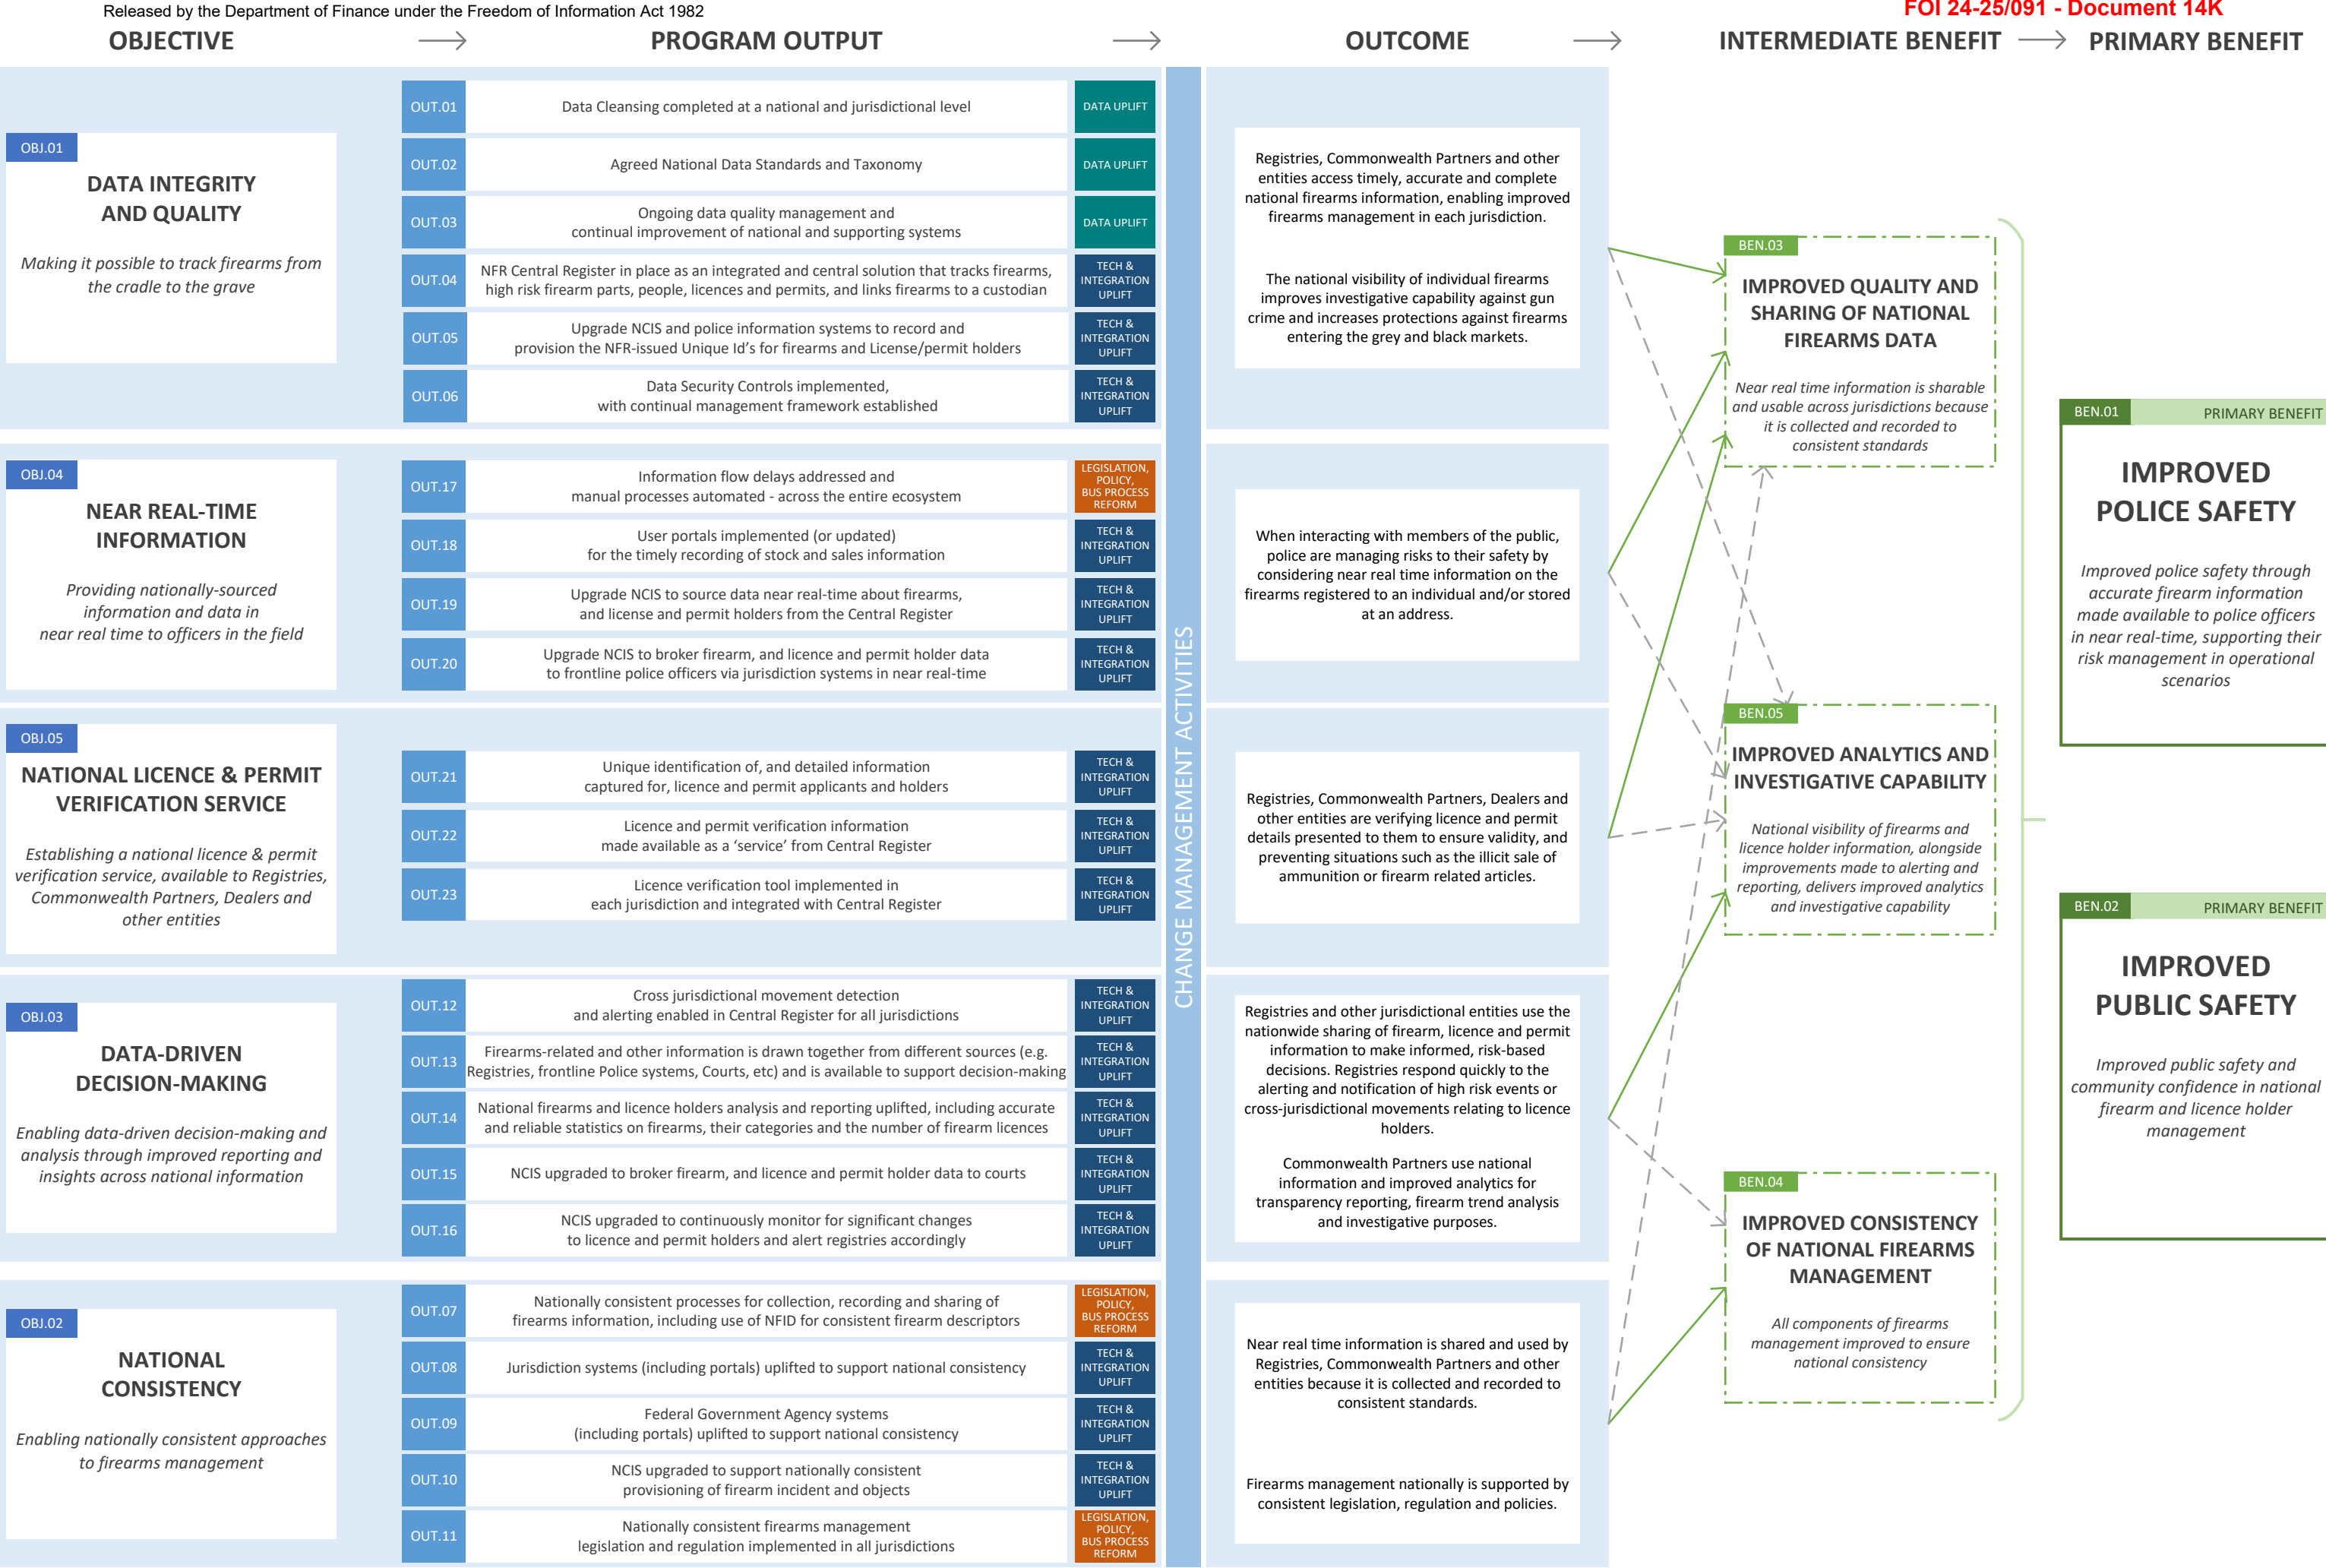 Released by the Department of Finance under the Freedom of Information Act 1982
FOI 24-25/091 - Document 14K
OBJECTIVE
PROGRAM OUTPUT
OUTCOME
INTERMEDIATE BENEFIT
PRIMARY BENEFIT
OBJ.01
DATA INTEGRITY
AND QUALITY
Making it possible to track firearms from
the cradle to the grave
OUT.01
Data Cleansing completed at a national and jurisdictional level
DATA UPLIFT
OUT.02
Agreed National Data Standards and Taxonomy
DATA UPLIFT
OUT.03
Ongoing data quality management and
continual improvement of national and supporting systems
DATA UPLIFT
OUT.04
NFR Central Register in place as an integrated and central solution that tracks firearms,
high risk firearm parts, people, licences and permits, and links firearms to a custodian
TECH &
INTEGRATION
UPLIFT
OUT.05
Upgrade NCIS and police information systems to record and
provision the NFR-issued Unique Id's for firearms and License/permit holders
TECH &
INTEGRATION
UPLIFT
OUT.06
Data Security Controls implemented,
with continual management framework established
TECH &
INTEGRATION
UPLIFT
Registries, Commonwealth Partners and other
entities access timely, accurate and complete
national firearms information, enabling improved
firearms management in each jurisdiction.
The national visibility of individual firearms
improves investigative capability against gun
crime and increases protections against firearms
entering the grey and black markets.
OBJ.04
NEAR REAL-TIME
INFORMATION
Providing nationally-sourced
information and data in
near real time to officers in the field
OUT.17
Information flow delays addressed and
manual processes automated - across the entire ecosystem
LEGISLATION,
POLICY,
BUS PROCESS
REFORM
OUT.18
User portals implemented (or updated)
for the timely recording of stock and sales information
TECH &
INTEGRATION
UPLIFT
OUT.19
Upgrade NCIS to source data near real-time about firearms,
and license and permit holders from the Central Register
TECH &
INTEGRATION
UPLIFT
OUT.20
Upgrade NCIS to broker firearm, and licence and permit holder data
to frontline police officers via jurisdiction systems in near real-time
TECH &
INTEGRATION
UPLIFT
When interacting with members of the public,
police are managing risks to their safety by
considering near real time information on the
firearms registered to an individual and/or stored
at an address.
OBJ.05
NATIONAL LICENCE & PERMIT
VERIFICATION SERVICE
Establishing a national licence & permit
verification service, available to Registries,
Commonwealth Partners, Dealers and
other entities
OUT.21
Unique identification of, and detailed information
captured for, licence and permit applicants and holders
TECH &
INTEGRATION
UPLIFT
OUT.22
Licence and permit verification information
made available as a 'service' from Central Register
TECH &
INTEGRATION
UPLIFT
OUT.23
Licence verification tool implemented in
each jurisdiction and integrated with Central Register
TECH &
INTEGRATION
UPLIFT
Registries, Commonwealth Partners, Dealers and
other entities are verifying licence and permit
details presented to them to ensure validity, and
preventing situations such as the illicit sale of
ammunition or firearm related articles.
OBJ.03
DATA-DRIVEN
DECISION-MAKING
Enabling data-driven decision-making and
analysis through improved reporting and
insights across national information
OUT.12
Cross jurisdictional movement detection
and alerting enabled in Central Register for all jurisdictions
TECH &
INTEGRATION
UPLIFT
OUT.13
Firearms-related and other information is drawn together from different sources (e.g.
Registries, frontline Police systems, Courts, etc) and is available to support decision-making
TECH &
INTEGRATION
UPLIFT
OUT.14
National firearms and licence holders analysis and reporting uplifted, including accurate
and reliable statistics on firearms, their categories and the number of firearm licences
TECH &
INTEGRATION
UPLIFT
OUT.15
NCIS upgraded to broker firearm, and licence and permit holder data to courts
TECH &
INTEGRATION
UPLIFT
OUT.16
NCIS upgraded to continuously monitor for significant changes
to licence and permit holders and alert registries accordingly
TECH &
INTEGRATION
UPLIFT
Registries and other jurisdictional entities use the
nationwide sharing of firearm, licence and permit
information to make informed, risk-based
decisions. Registries respond quickly to the
alerting and notification of high risk events or
cross-jurisdictional movements relating to licence
holders.
Commonwealth Partners use national
information and improved analytics for
transparency reporting, firearm trend analysis
and investigative purposes.
OBJ.02
NATIONAL
CONSISTENCY
Enabling nationally consistent approaches
to firearms management
OUT.07
Nationally consistent processes for collection, recording and sharing of
firearms information, including use of NFID for consistent firearm descriptors
LEGISLATION,
POLICY,
BUS PROCESS
REFORM
OUT.08
Jurisdiction systems (including portals) uplifted to support national consistency
TECH &
INTEGRATION
UPLIFT
OUT.09
Federal Government Agency systems
(including portals) uplifted to support national consistency
TECH &
INTEGRATION
UPLIFT
OUT.10
NCIS upgraded to support nationally consistent
provisioning of firearm incident and objects
TECH &
INTEGRATION
UPLIFT
OUT.11
Nationally consistent firearms management
legislation and regulation implemented in all jurisdictions
LEGISLATION,
POLICY,
BUS PROCESS
REFORM
Near real time information is shared and used by
Registries, Commonwealth Partners and other
entities because it is collected and recorded to
consistent standards.
Firearms management nationally is supported by
consistent legislation, regulation and policies.
CHANGE MANAGEMENT ACTIVITIES
BEN.03
IMPROVED QUALITY AND
SHARING OF NATIONAL
FIREARMS DATA
Near real time information is sharable
and usable across jurisdictions because
it is collected and recorded to
consistent standards
BEN.05
IMPROVED ANALYTICS AND
INVESTIGATIVE CAPABILITY
National visibility of firearms and
licence holder information, alongside
improvements made to alerting and
reporting, delivers improved analytics
and investigative capability
BEN.04
IMPROVED CONSISTENCY
OF NATIONAL FIREARMS
MANAGEMENT
All components of firearms
management improved to ensure
national consistency
BEN.01
PRIMARY BENEFIT
IMPROVED
POLICE SAFETY
Improved police safety through
accurate firearm information
made available to police officers
in near real-time, supporting their
risk management in operational
scenarios
BEN.02
PRIMARY BENEFIT
IMPROVED
PUBLIC SAFETY
Improved public safety and
community confidence in national
firearm and licence holder
management